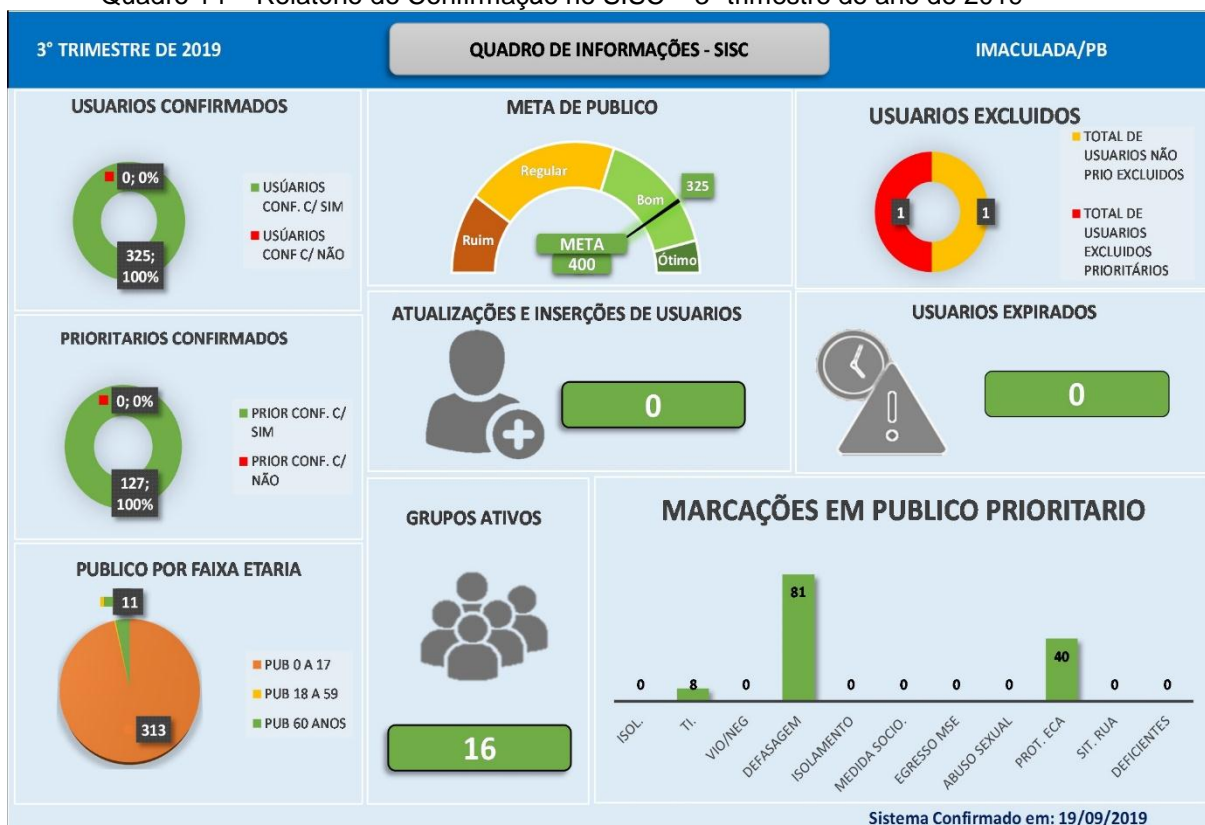 3° TRIMESTRE DE 2019
QUADRO DE INFORMAÇÕES - SISC
IMACULADA/PB
USUARIOS CONFIRMADOS
0; 0%
325;
100%
USÚARIOS
CONF. C/ SIM
USÚARIOS
CONF C/ NÃO
META DE PUBLICO
Ruim
Regular
Bom
Ótimo
325
META
400
USUARIOS EXCLUIDOS
1
1
TOTAL DE
USUARIOS NÃO
PRIO EXCLUIDOS
TOTAL DE
USUARIOS
EXCLUIDOS
PRIORITÁRIOS
PRIORITARIOS CONFIRMADOS
0; 0%
127;
100%
PRIOR CONF. C/
SIM
PRIOR CONF. C/
NÃO
ATUALIZAÇÕES E INSERÇÕES DE USUARIOS
0
USUARIOS EXPIRADOS
0
PUBLICO POR FAIXA ETARIA
11
313
PUB 0 A 17
PUB 18 A 59
PUB 60 ANOS
GRUPOS ATIVOS
16
MARCAÇÕES EM PUBLICO PRIORITARIO
0
8
0
81
0
0
0
0
40
0
0
ISOL.
TI.
VIO/NEG
DEFASAGEM
ISOLAMENTO
MEDIDA SOCIO.
EGRESSO MSE
ABUSO SEXUAL
PROT. ECA
SIT. RUA
DEFICIENTES
Sistema Confirmado em: 19/09/2019